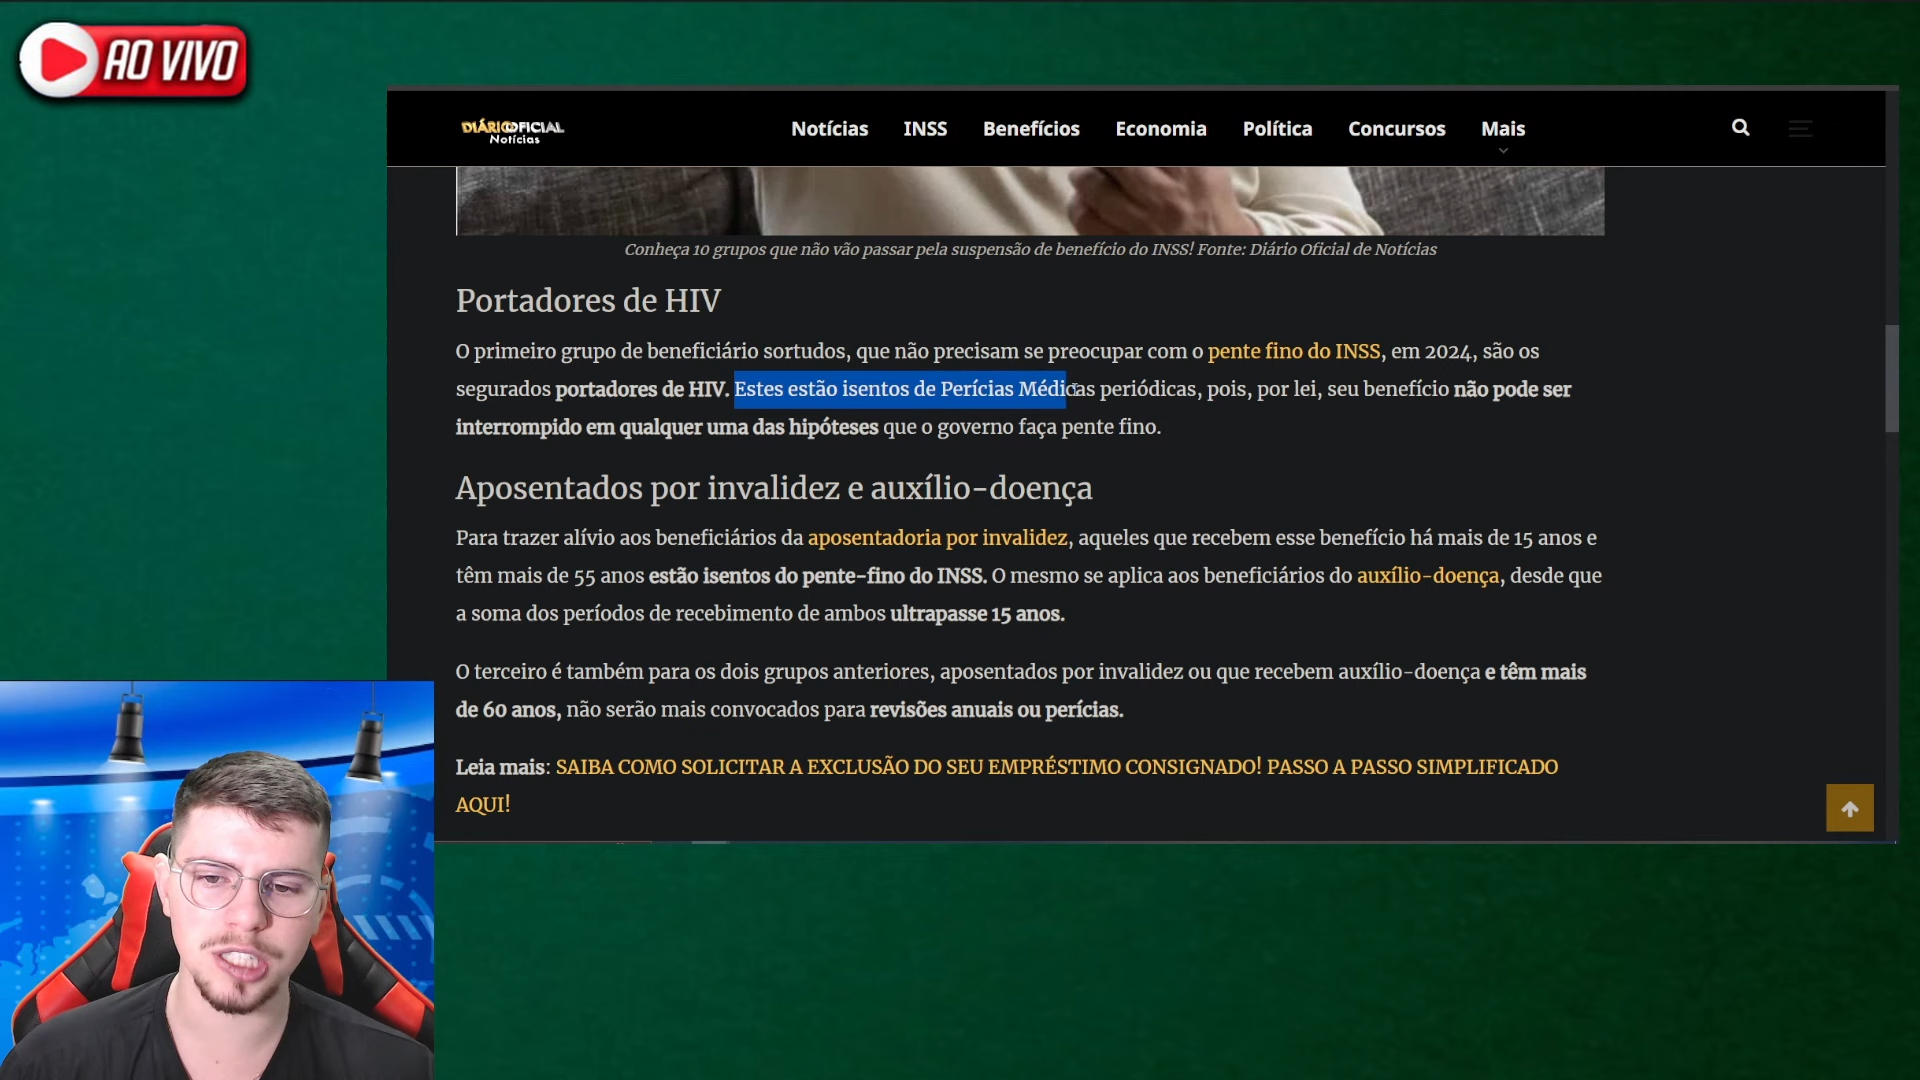 AO VIVO
DIÁRIO OFICIAL
Notícias
Notícias INSS Benefícios Economia Política Concursos Mais
Conheça 10 grupos que não vão passar pela suspensão de benefício do INSS! Fonte: Diário Oficial de Notícias
Portadores de HIV
O primeiro grupo de beneficiário sortudos, que não precisam se preocupar com o pente fino do INSS, em 2024, são os
segurados portadores de HIV. Estes estão isentos de Perícias Médicas periódicas, pois, por lei, seu benefício não pode ser
interrompido em qualquer uma das hipóteses que o governo faça pente fino.
Aposentados por invalidez e auxílio-doença
Para trazer alívio aos beneficiários da aposentadoria por invalidez, aqueles que recebem esse benefício há mais de 15 anos e
têm mais de 55 anos estão isentos do pente-fino do INSS. O mesmo se aplica aos beneficiários do auxílio-doença, desde que
a soma dos períodos de recebimento de ambos ultrapasse 15 anos.
O terceiro é também para os dois grupos anteriores, aposentados por invalidez ou que recebem auxílio-doença e têm mais
de 60 anos, não serão mais convocados para revisões anuais ou perícias.
Leia mais: SAIBA COMO SOLICITAR A EXCLUSÃO DO SEU EMPRÉSTIMO CONSIGNADO! PASSO A PASSO SIMPLIFICADO
AQUI!